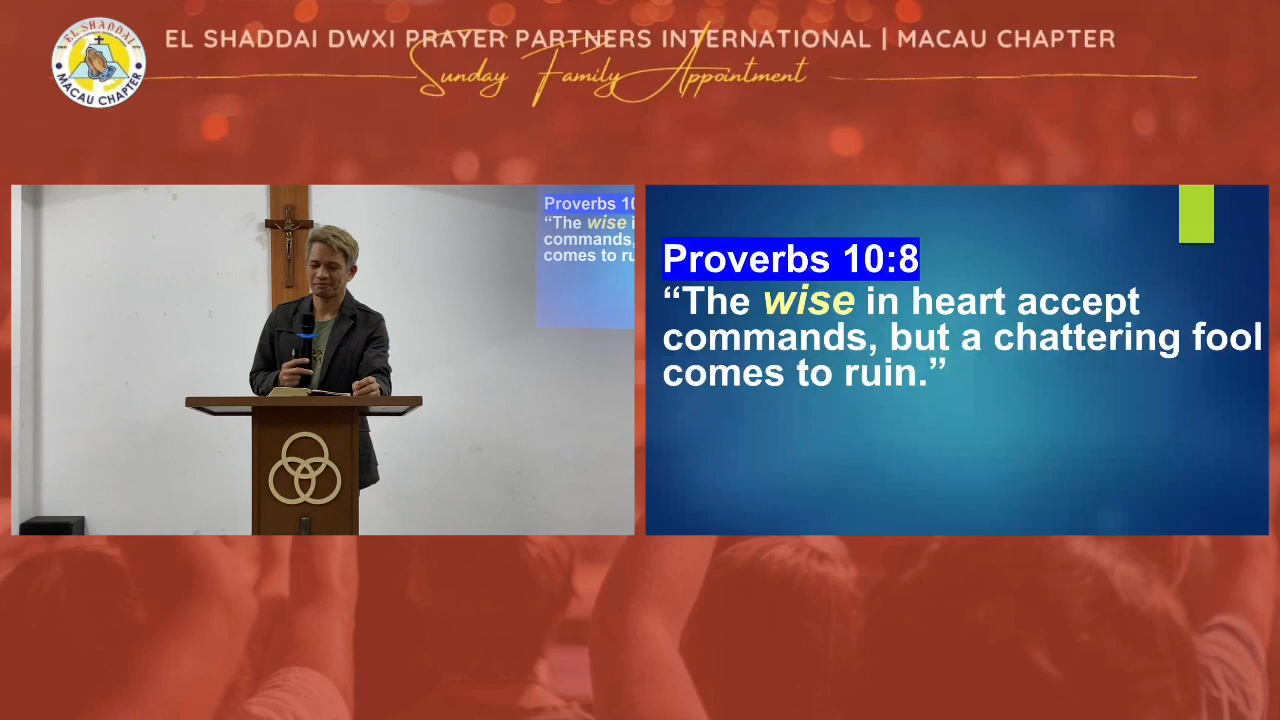 EL SHADDAI
MACAU CHAPTER
EL SHADDAI DWXI PRAYER PARTNERS INTERNATIONAL | MACAU CHAPTER
Sunday Family Appointment
Proverbs 10
“The wise i
commands,
comes to ru
Proverbs 10:8
“The wise in heart accept
commands, but a chattering fool
comes to ruin.”